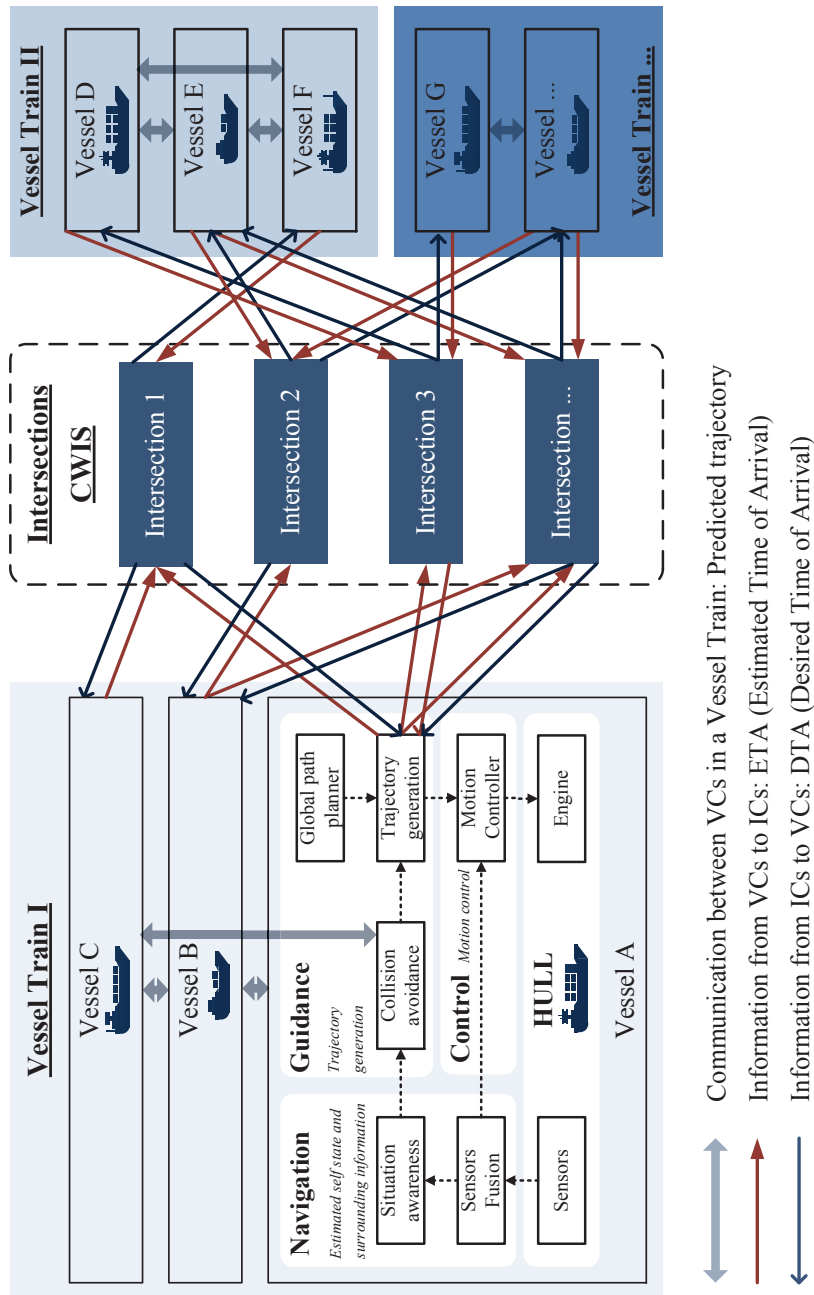 Vessel Train I
Vessel C
Vessel B
Navigation
Estimated self state and
surrounding information
Situation
awareness
Sensors
Fusion
Sensors
Guidance
Trajectory
generation
Collision
avoidance
Global path
planner
Trajectory
generation
Control
Motion control
Motion
Controller
HULL
Engine
Vessel A
Intersections
CWIS
Intersection 1
Intersection 2
Intersection 3
Intersection ...
Vessel Train II
Vessel D
Vessel E
Vessel F
Vessel G
Vessel ...
Vessel Train ...
Communication between VCs in a Vessel Train: Predicted trajectory
Information from VCs to ICs: ETA (Estimated Time of Arrival)
Information from ICs to VCs: DTA (Desired Time of Arrival)